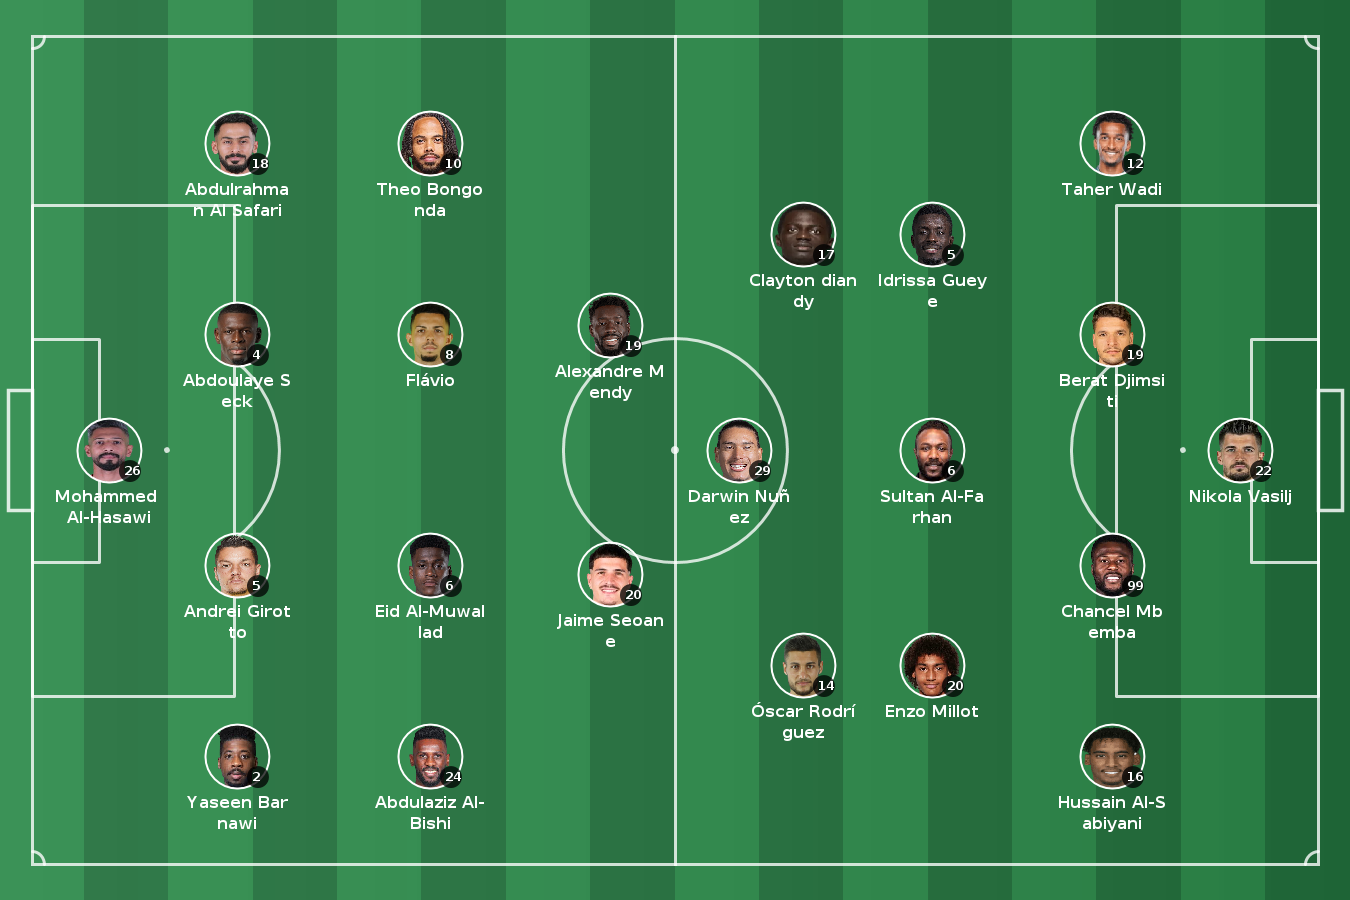 18
Abdulrahma
n Al Safari
10
Theo Bongo
nda
12
Taher Wadi
17
Clayton dian
dy
5
Idrissa Guey
e
4
Abdoulaye S
eck
8
Flávio
19
Alexandre M
endy
19
Berat Djimsi
ti
26
Mohammed
Al-Hasawi
29
Darwin Nuñ
ez
6
Sultan Al-Fa
rhan
22
Nikola Vasilj
5
Andrei Girot
to
6
Eid Al-Muwal
lad
20
Jaime Seoan
e
99
Chancel Mb
emba
14
Óscar Rodrí
guez
20
Enzo Millot
2
Yaseen Bar
nawi
24
Abdulaziz Al-
Bishi
16
Hussain Al-S
abiyani